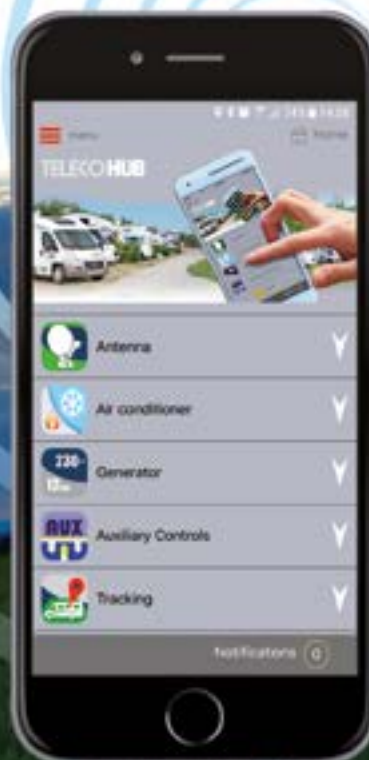 menu
home
TELECO HUB
Antenna
Air conditioner
230
Generator
AUX
Auxiliary Controls
Tracking
Notifications 0